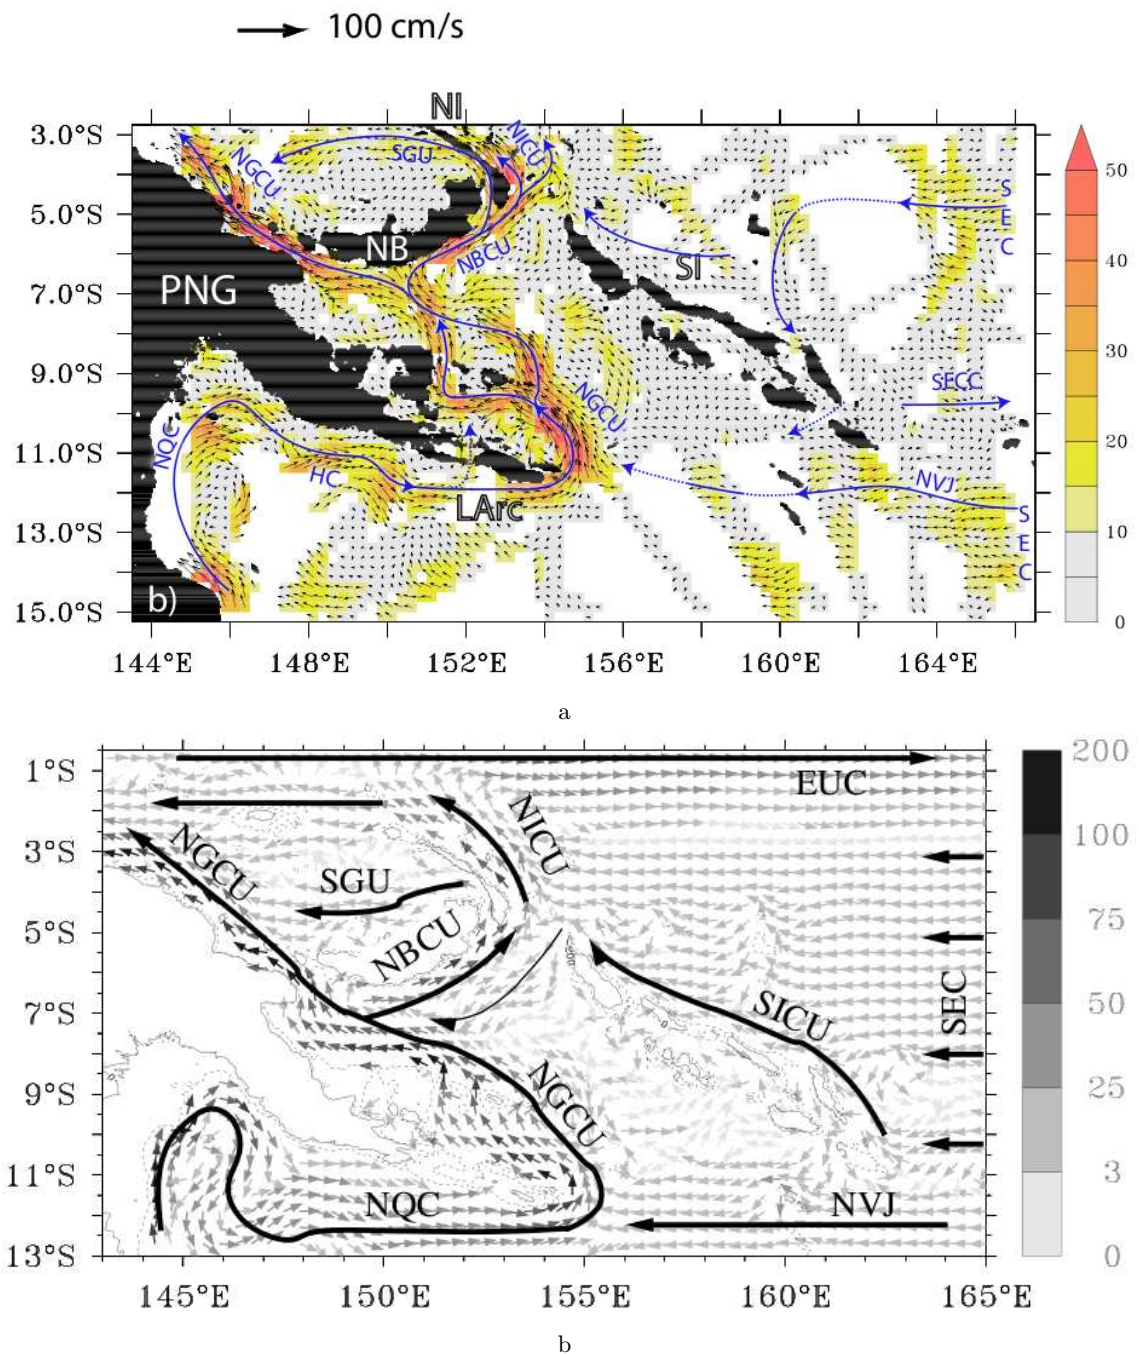 100 cm/s
NI
3.0°S
5.0°S
7.0°S
9.0°S
11.0°S
13.0°S
15.0°S
NGCU
SGU
NICU
NB
NBCU
PNG
SI
S
E
C
SECC
NGCU
NQC
HC
LArc
NVJ
S
E
C
b)
144°E 148°E 152°E 156°E 160°E 164°E
50
40
30
20
10
0
a
1°S
3°S
5°S
7°S
9°S
11°S
13°S
EUC
NICU
NGCU
SGU
NBCU
SEC
SICU
NGCU
NQC
NVJ
145°E 150°E 155°E 160°E 165°E
200
100
75
50
25
3
0
b